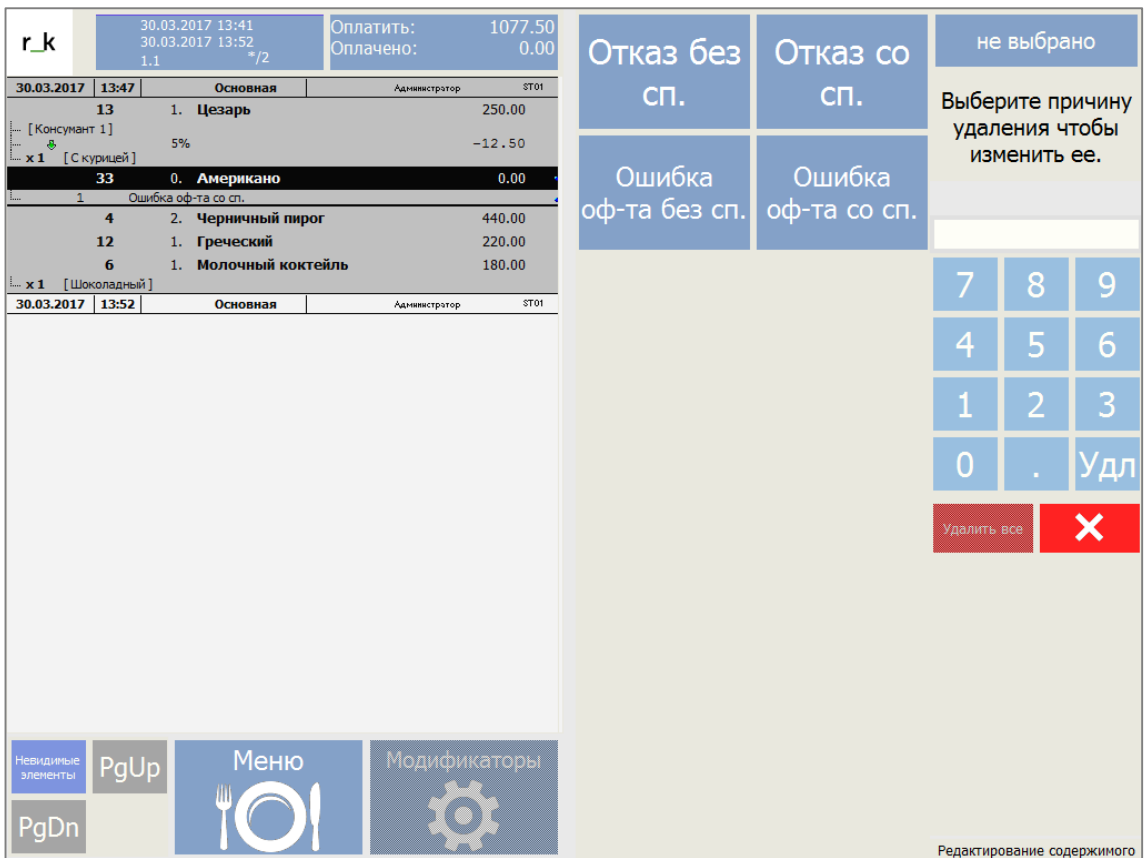 r_k
30.03.2017 13:41
30.03.2017 13:52
1.1 */2
Оплатить: 1077.50
Оплачено: 0.00
30.03.2017 13:47 Основная Администратор ST01
13 1. Цезарь 250.00
[Консумант 1]
5% -12.50
x 1 [С курицей]
33 0. Американо 0.00
1 Ошибка оф-та со сп.
4 2. Черничный пирог 440.00
12 1. Греческий 220.00
6 1. Молочный коктейль 180.00
x 1 [Шоколадный]
30.03.2017 13:52 Основная Администратор ST01
Невидимые
элементы
PgUp
PgDn
Меню
Модификаторы
Отказ без
сп.
Отказ со
сп.
Ошибка
оф-та без сп.
Ошибка
оф-та со сп.
не выбрано
Выберите причину
удаления чтобы
изменить ее.
7 8 9
4 5 6
1 2 3
0 . Удл
Удалить все
Редактирование содержимого